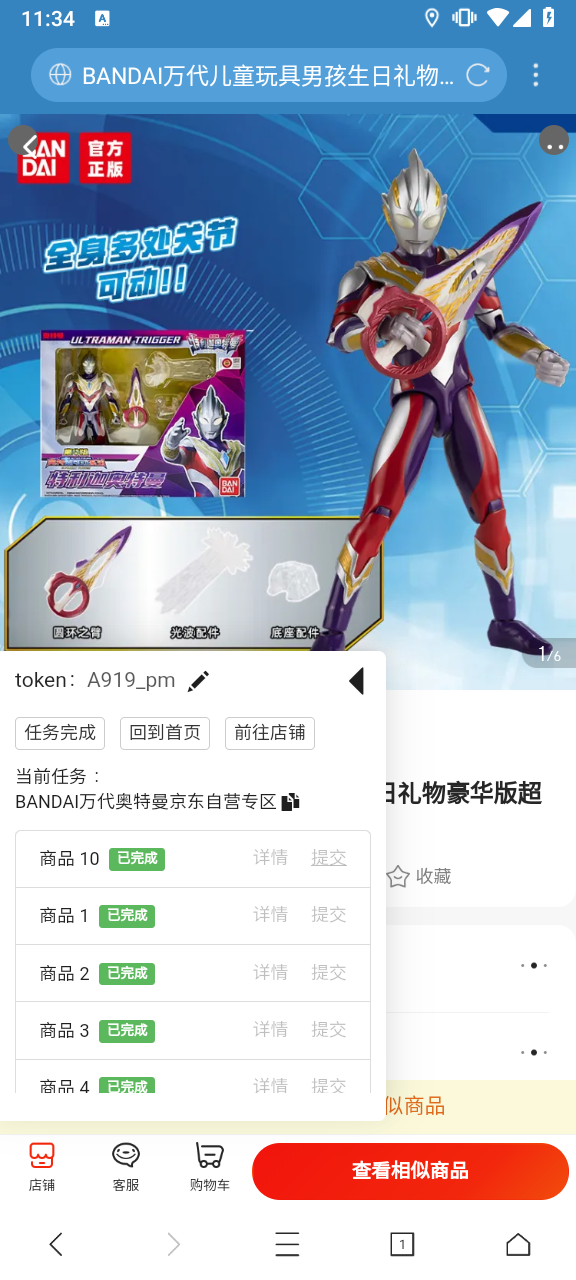 11:34
BANDAI万代儿童玩具男孩生日礼物...
BAN DAI
官方正版
全身多处关节
可动!!
ULTRAMAN TRIGGER
特利迦奥特曼
BAN DAI
圆环之臂
光波配件
底座配件
1/6
token： A919_pm
任务完成 回到首页 前往店铺
当前任务：
BANDAI万代奥特曼京东自营专区
日礼物豪华版超
商品 10 已完成 详情 提交
收藏
商品 1 已完成 详情 提交
商品 2 已完成 详情 提交
商品 3 已完成 详情 提交
商品 4 已完成 详情 提交
似商品
店铺 客服 购物车 查看相似商品
1